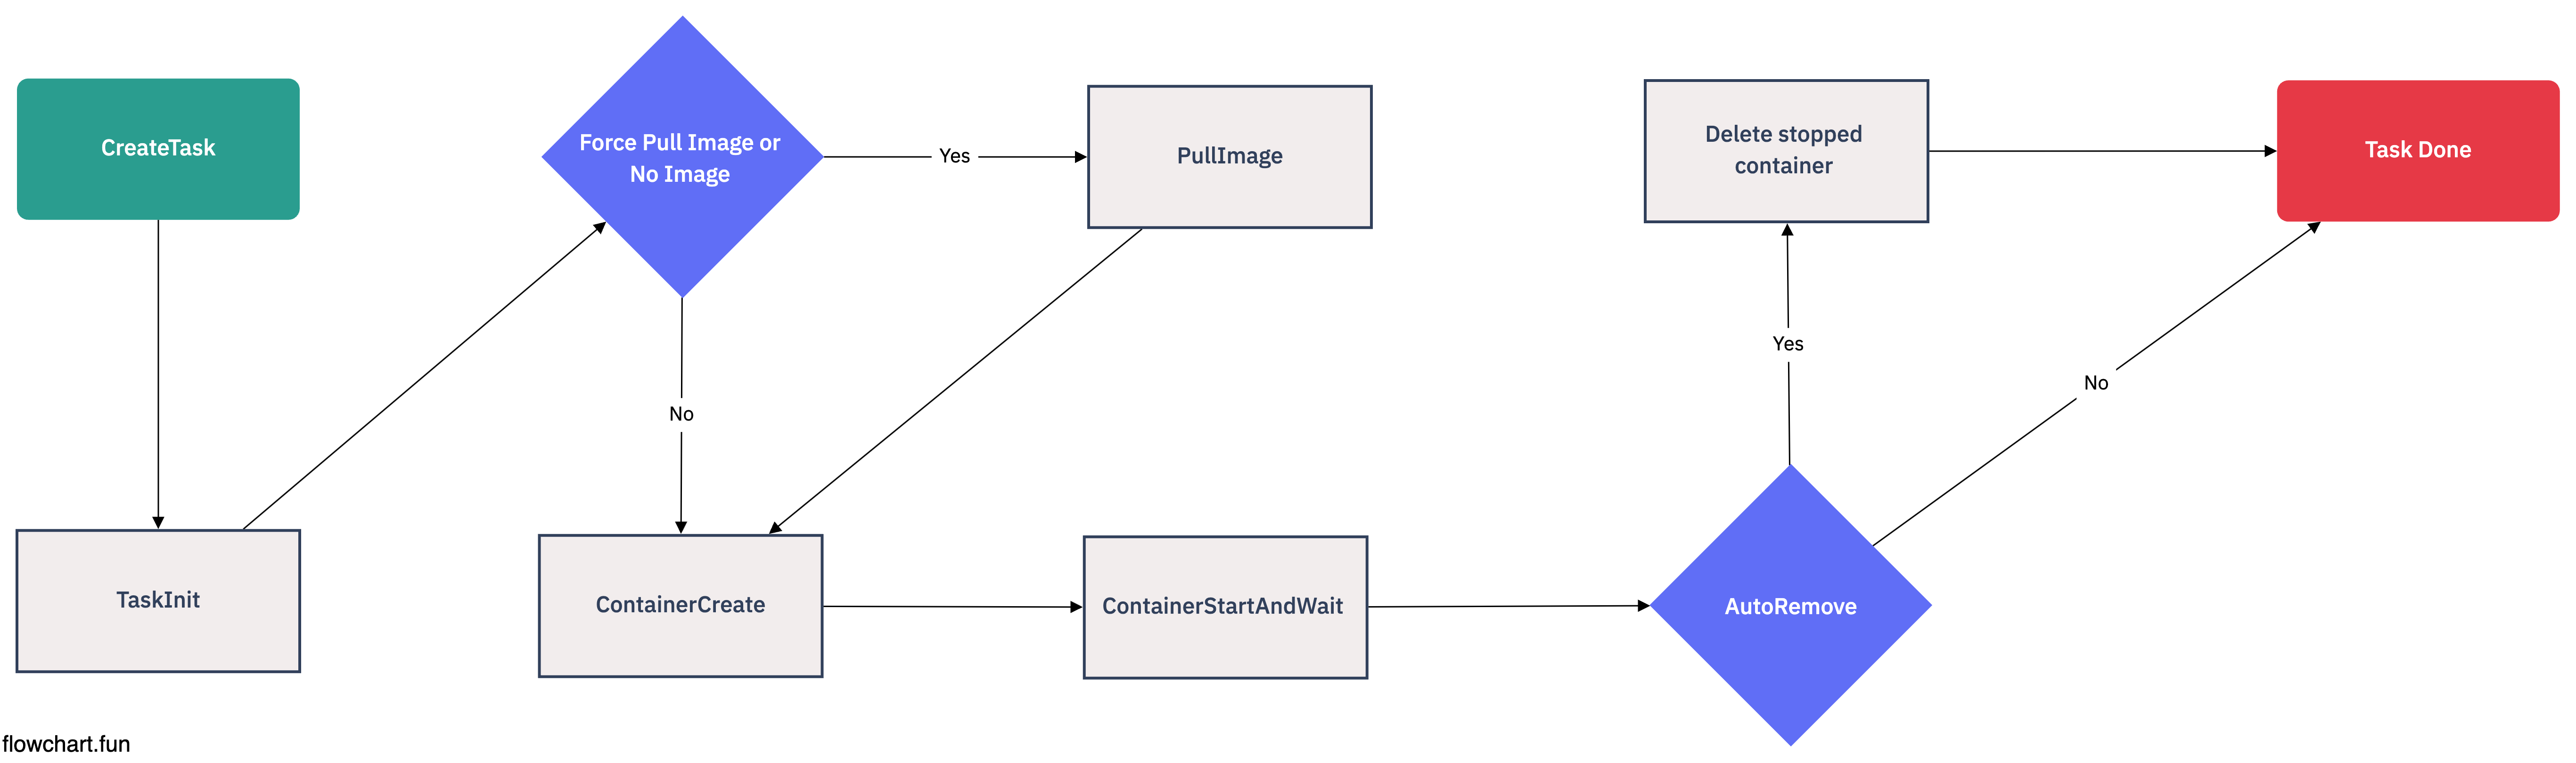 CreateTask
TaskInit
Force Pull Image or
No Image
Yes
PullImage
No
ContainerCreate
ContainerStartAndWait
AutoRemove
Yes
Delete stopped
container
No
Task Done
flowchart.fun